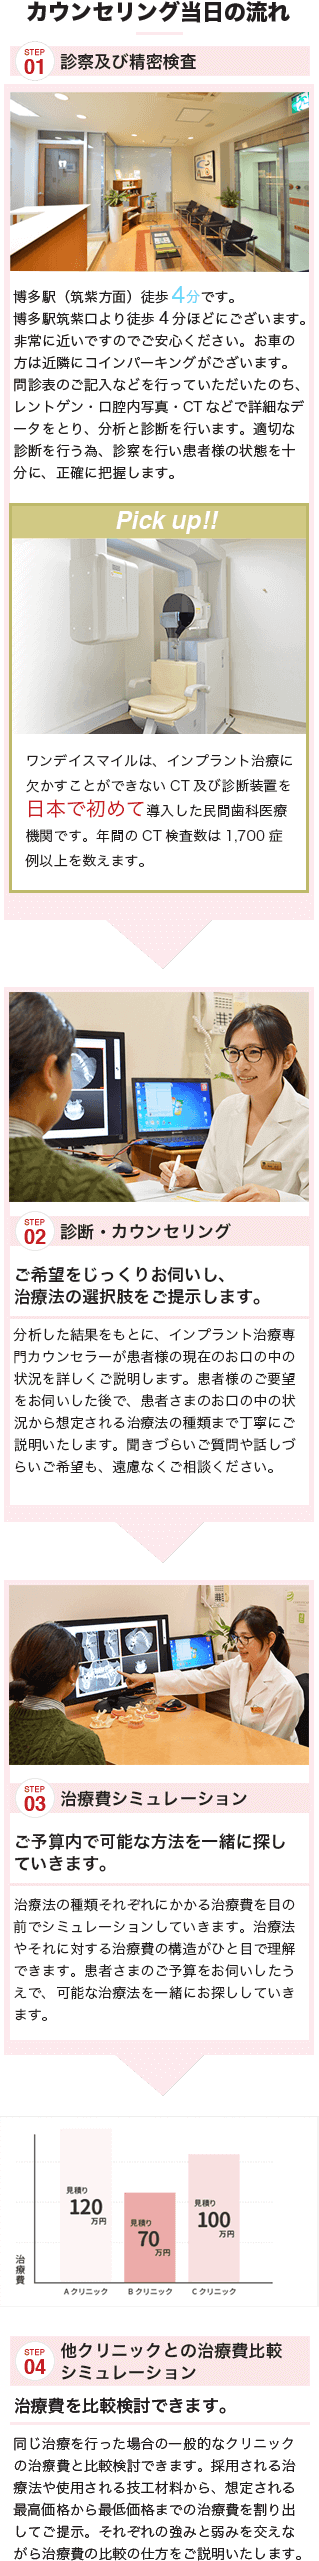 カウンセリング当日の流れ
STEP
01
診察及び精密検査
博多駅（筑紫方面）徒歩4分です。
博多駅筑紫口より徒歩4分ほどにございます。
非常に近いですのでご安心ください。お車の
方は近隣にコインパーキングがございます。
問診表のご記入などを行っていただいたのち、
レントゲン・口腔内写真・CTなどで詳細なデ
ータをとり、分析と診断を行います。適切な
診断を行う為、診察を行い患者様の状態を十
分に、正確に把握します。
Pick up!!
ワンデイスマイルは、インプラント治療に
欠かすことができないCT及び診断装置を
日本で初めて導入した民間歯科医療
機関です。年間のCT検査数は1,700症
例以上を数えます。
STEP
02
診断・カウンセリング
ご希望をじっくりお伺いし、
治療法の選択肢をご提示します。
分析した結果をもとに、インプラント治療専
門カウンセラーが患者様の現在のお口の中の
状況を詳しくご説明します。患者様のご要望
をお伺いした後で、患者さまのお口の中の状
況から想定される治療法の種類まで丁寧にご
説明いたします。聞きづらいご質問や話しづ
らいご希望も、遠慮なくご相談ください。
STEP
03
治療費シミュレーション
ご予算内で可能な方法を一緒に探し
ていきます。
治療法の種類それぞれにかかる治療費を目の
前でシミュレーションしていきます。治療法
やそれに対する治療費の構造がひと目で理解
できます。患者さまのご予算をお伺いしたう
えで、可能な治療法を一緒にお探ししていき
ます。
治療費
見積り
120
万円
見積り
70
万円
見積り
100
万円
Aクリニック
Bクリニック
Cクリニック
STEP
04
他クリニックとの治療費比較
シミュレーション
治療費を比較検討できます。
同じ治療を行った場合の一般的なクリニック
の治療費と比較検討できます。採用される治
療法や使用される技工材料から、想定される
最高価格から最低価格までの治療費を割り出
してご提示。それぞれの強みと弱みを交えな
がら治療費の比較の仕方をご説明いたします。